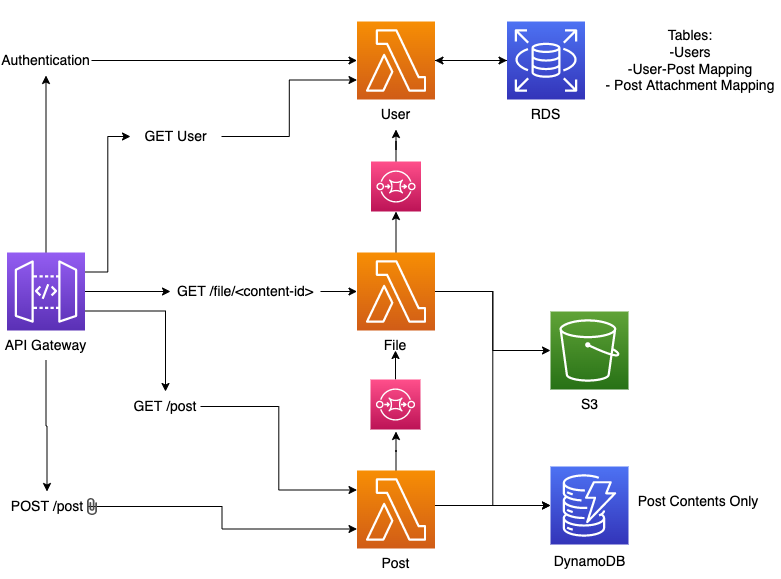 Tables:
-Users
-User-Post Mapping
- Post Attachment Mapping
Authentication
User
RDS
GET User
GET /file/<content-id>
API Gateway
File
S3
GET /post
POST /post
Post Contents Only
Post
DynamoDB